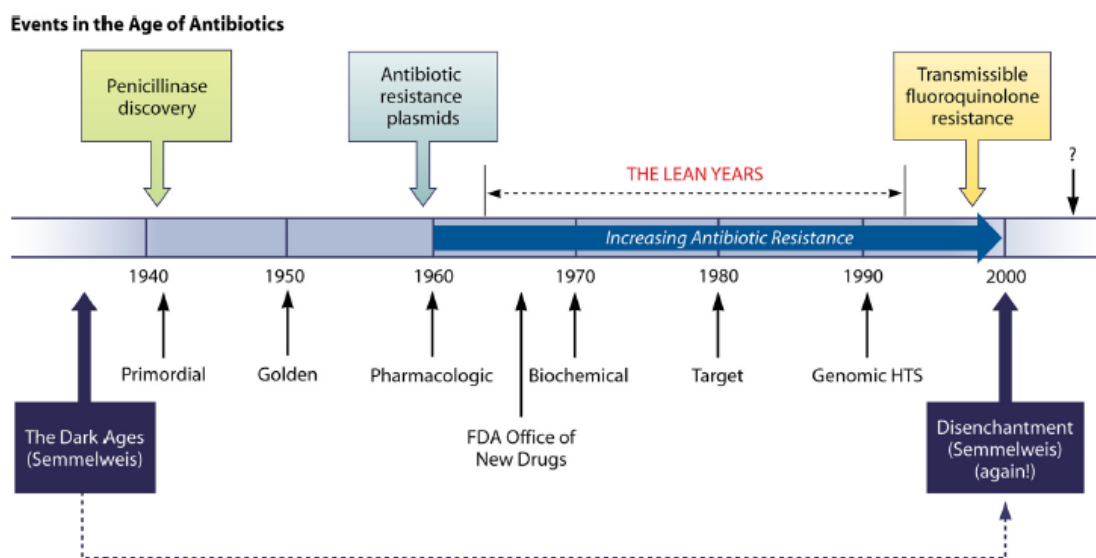 Events in the Age of Antibiotics
Penicillinase
discovery
Antibiotic
resistance
plasmids
Transmissible
fluoroquinolone
resistance
?
THE LEAN YEARS
Increasing Antibiotic Resistance
1940
1950
1960
1970
1980
1990
2000
Primordial
Golden
Pharmacologic
Biochemical
Target
Genomic HTS
The Dark Ages
(Semmelweis)
FDA Office of
New Drugs
Disenchantment
(Semmelweis)
(again!)